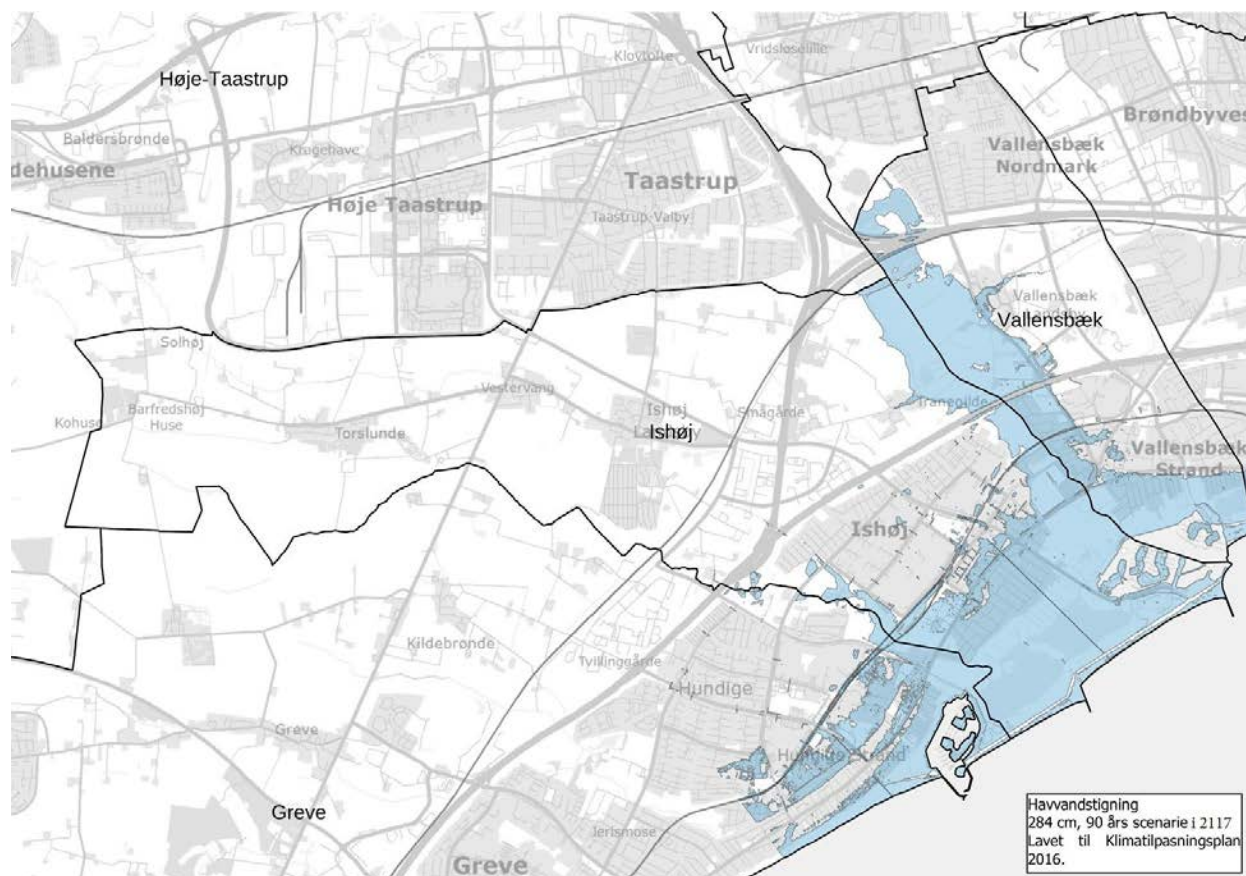 Klovtofte
Vridsløselille
Høje-Taastrup
Baldersbrønde
Brøndbyves
Kragehave
Vallensbæk
Nordmark
dehusene
Taastrup
Høje Taastrup
Taastrup-Valby
Vallensbæk
Vallensbæk
Solhøj
Vestervang
Tranegilde
Barfredshøj
Huse
Kohuse
Ishøj
Smågårde
Ishøj
Torslunde
Vallensbæk
Strand
Ishøj
Kildebrønde
Tvillinggårde
Hundige
Greve
Hundige Strand
Greve
Havvandstigning
284 cm, 90 års scenarie i 2117
Lavet til Klimatilpasningsplan
2016.
Ierlsmose
Greve